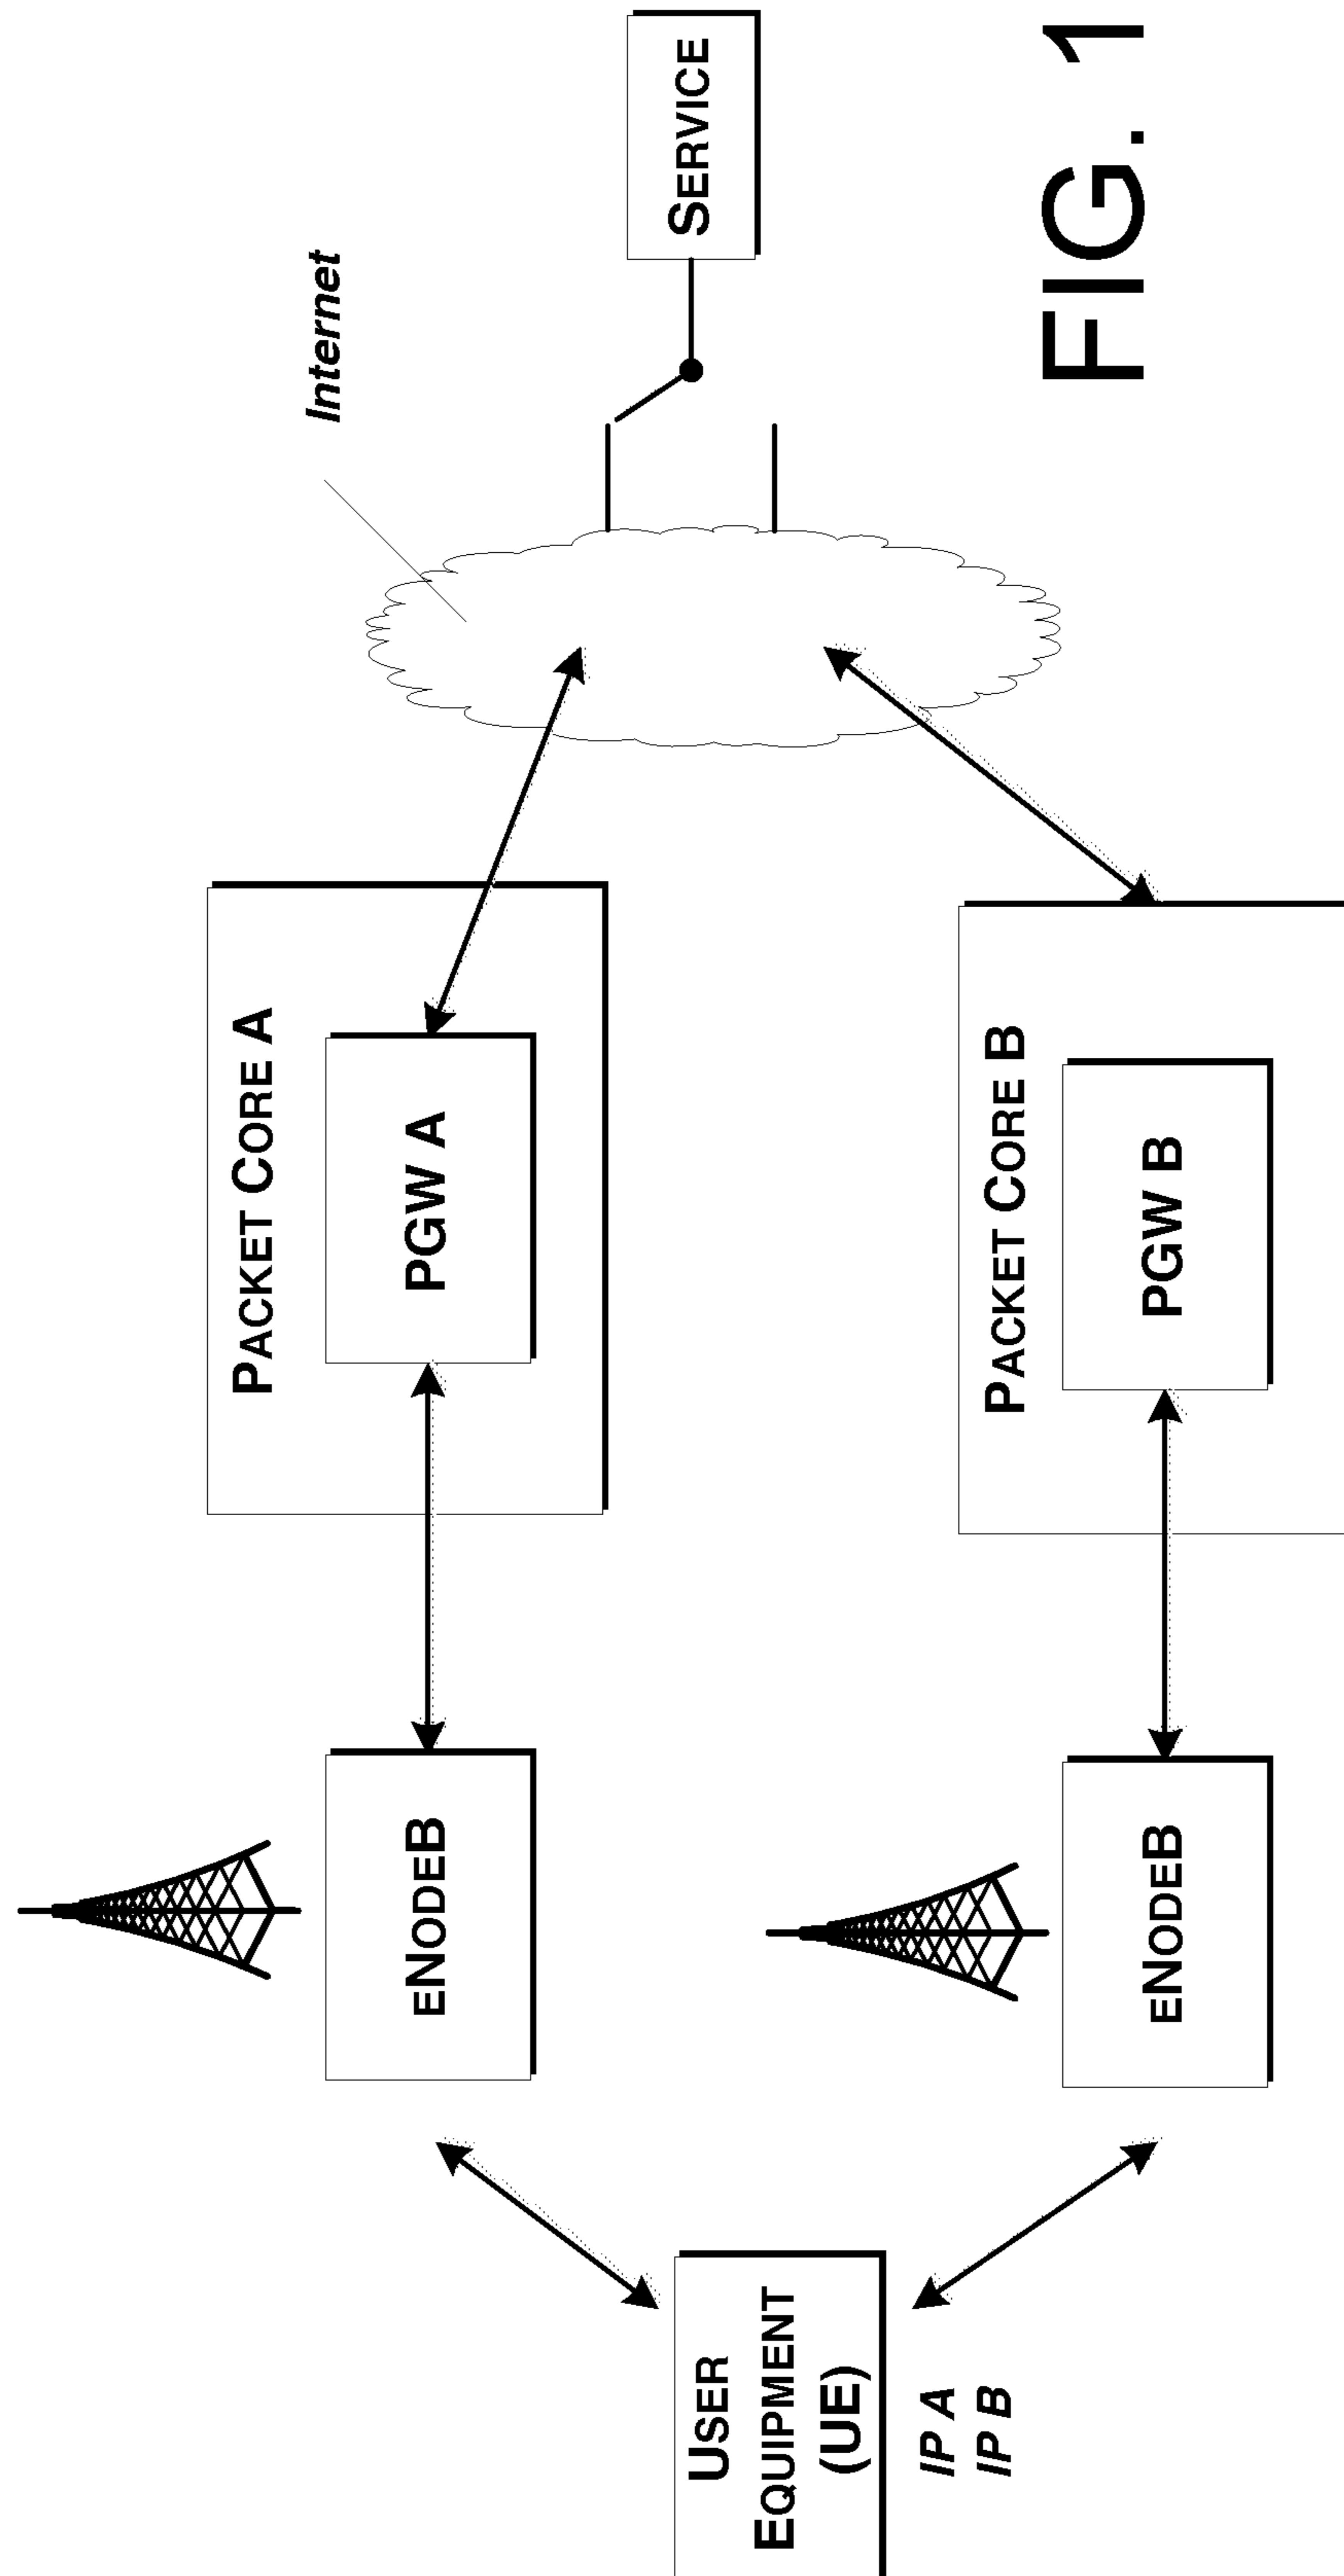 Internet
PACKET CORE A
PGW A
ENODEB
SERVICE
USER
EQUIPMENT
(UE)
IP A
IP B
PACKET CORE B
PGW B
ENODEB
FIG. 1